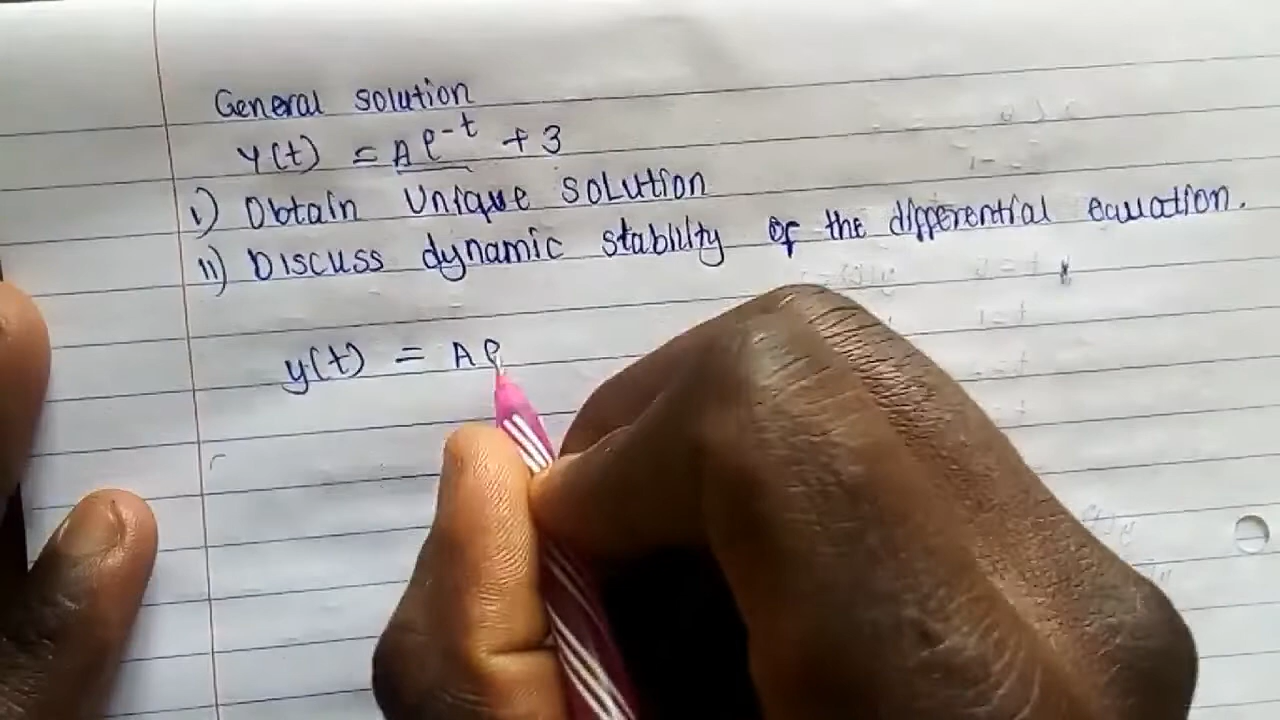 General solution
y(t) = Ae-t + 3
i) Obtain Unique solution
ii) Discuss dynamic stability of the differential equation.
y(t) = Ae